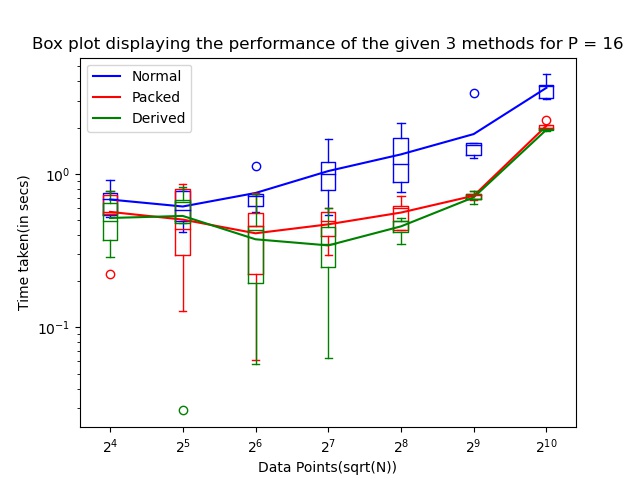 Box plot displaying the performance of the given 3 methods for P = 16
Normal
Packed
Derived
Time taken(in secs)
10⁰
10⁻¹
2⁴ 2⁵ 2⁶ 2⁷ 2⁸ 2⁹ 2¹⁰
Data Points(sqrt(N))